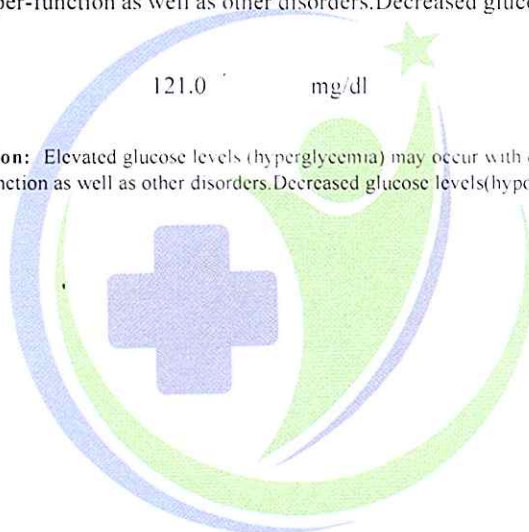 per-function as well as other disorders.Decreased gluco
121.0 mg/dl
on: Elevated glucose levels (hyperglycemia) may occur with
nction as well as other disorders.Decreased glucose levels(hypo